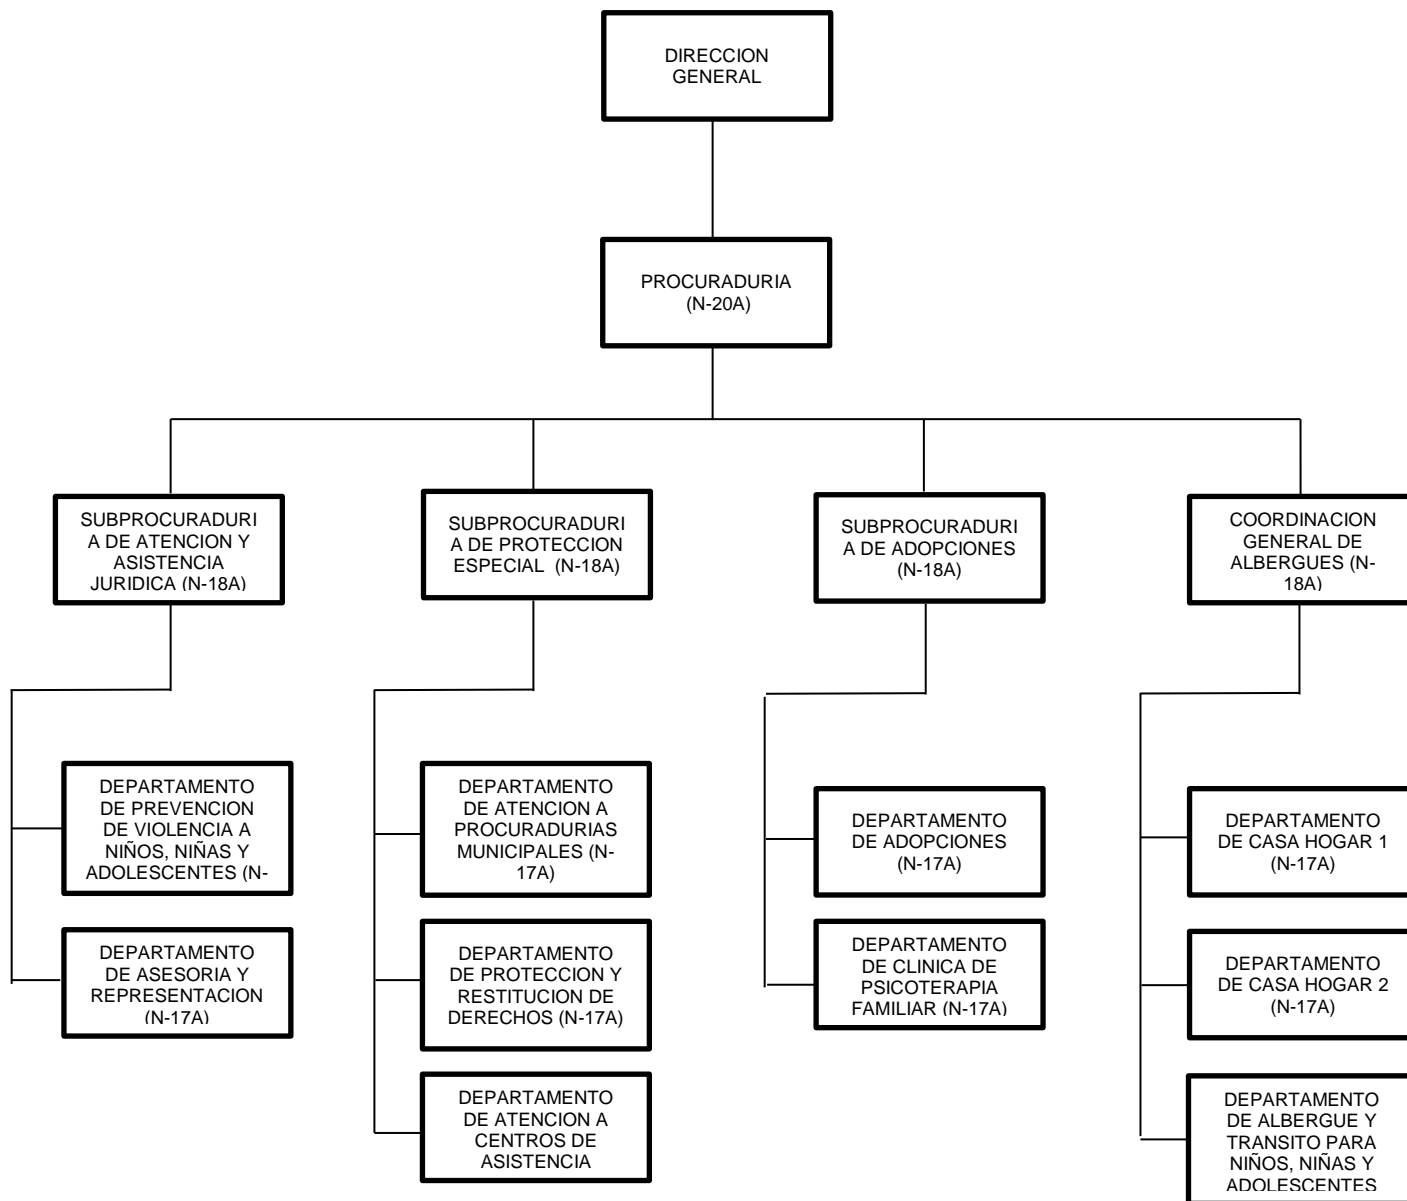 DIRECCION
GENERAL
PROCURADURIA
(N-20A)
SUBPROCURADURI
A DE ATENCION Y
ASISTENCIA
JURIDICA (N-18A)
SUBPROCURADURI
A DE PROTECCION
ESPECIAL (N-18A)
SUBPROCURADURI
A DE ADOPCIONES
(N-18A)
COORDINACION
GENERAL DE
ALBERGUES (N-
18A)
DEPARTAMENTO
DE PREVENCION
DE VIOLENCIA A
NIÑOS, NIÑAS Y
ADOLESCENTES (N-
DEPARTAMENTO
DE ASESORIA Y
REPRESENTACION
(N-17A)
DEPARTAMENTO
DE ATENCION A
PROCURADURIAS
MUNICIPALES (N-
17A)
DEPARTAMENTO
DE PROTECCION Y
RESTITUCION DE
DERECHOS (N-17A)
DEPARTAMENTO
DE ATENCION A
CENTROS DE
ASISTENCIA
DEPARTAMENTO
DE ADOPCIONES
(N-17A)
DEPARTAMENTO
DE CLINICA DE
PSICOTERAPIA
FAMILIAR (N-17A)
DEPARTAMENTO
DE CASA HOGAR 1
(N-17A)
DEPARTAMENTO
DE CASA HOGAR 2
(N-17A)
DEPARTAMENTO
DE ALBERGUE Y
TRANSITO PARA
NIÑOS, NIÑAS Y
ADOLESCENTES